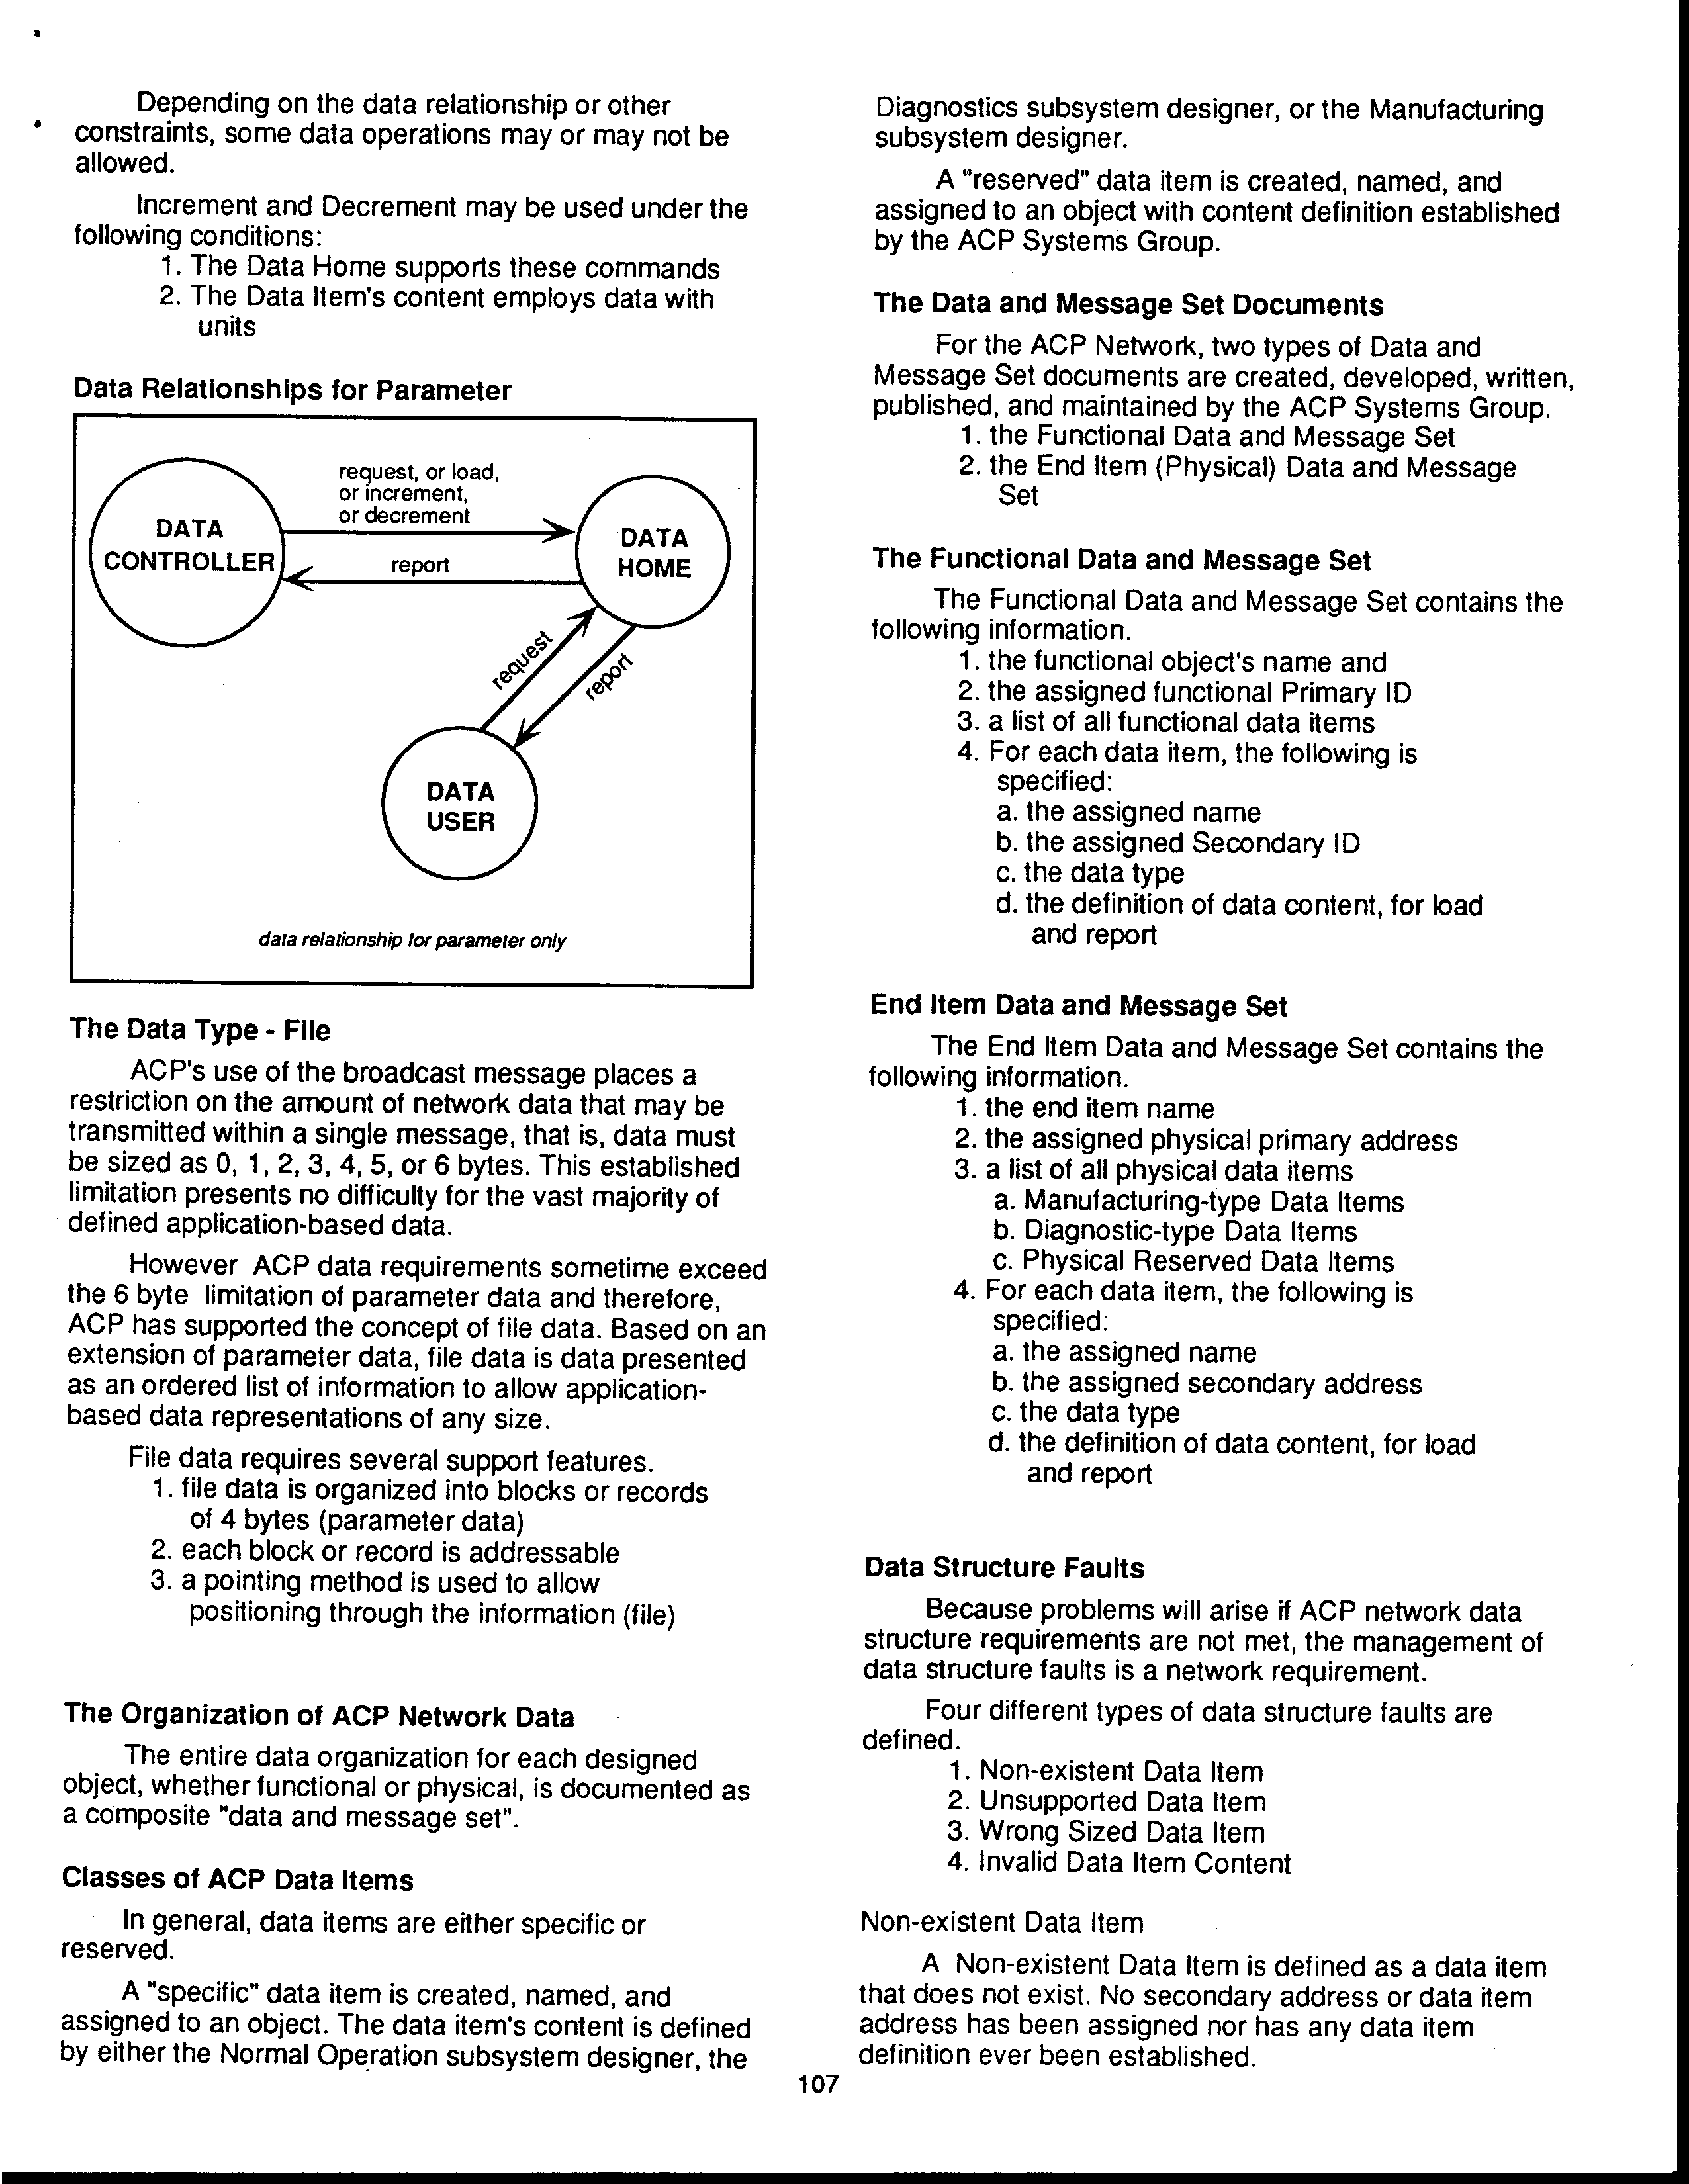 Depending on the data relationship or other
constraints, some data operations may or may not be
allowed.
Increment and Decrement may be used under the
following conditions:
1. The Data Home supports these commands
2. The Data Item's content employs data with
units
Data Relationships for Parameter
request, or load,
or increment,
or decrement
DATA
CONTROLLER
DATA
HOME
report
request
report
DATA
USER
data relationship for parameter only
The Data Type - File
ACP's use of the broadcast message places a
restriction on the amount of network data that may be
transmitted within a single message, that is, data must
be sized as 0, 1, 2, 3, 4, 5, or 6 bytes. This established
limitation presents no difficulty for the vast majority of
defined application-based data.
However ACP data requirements sometime exceed
the 6 byte limitation of parameter data and therefore,
ACP has supported the concept of file data. Based on an
extension of parameter data, file data is data presented
as an ordered list of information to allow application-
based data representations of any size.
File data requires several support features.
1. file data is organized into blocks or records
of 4 bytes (parameter data)
2. each block or record is addressable
3. a pointing method is used to allow
positioning through the information (file)
The Organization of ACP Network Data
The entire data organization for each designed
object, whether functional or physical, is documented as
a composite "data and message set".
Classes of ACP Data Items
In general, data items are either specific or
reserved.
A "specific" data item is created, named, and
assigned to an object. The data item's content is defined
by either the Normal Operation subsystem designer, the
Diagnostics subsystem designer, or the Manufacturing
subsystem designer.
A "reserved" data item is created, named, and
assigned to an object with content definition established
by the ACP Systems Group.
The Data and Message Set Documents
For the ACP Network, two types of Data and
Message Set documents are created, developed, written,
published, and maintained by the ACP Systems Group.
1. the Functional Data and Message Set
2. the End Item (Physical) Data and Message
Set
The Functional Data and Message Set
The Functional Data and Message Set contains the
following information.
1. the functional object's name and
2. the assigned functional Primary ID
3. a list of all functional data items
4. For each data item, the following is
specified:
a. the assigned name
b. the assigned Secondary ID
c. the data type
d. the definition of data content, for load
and report
End Item Data and Message Set
The End Item Data and Message Set contains the
following information.
1. the end item name
2. the assigned physical primary address
3. a list of all physical data items
a. Manufacturing-type Data Items
b. Diagnostic-type Data Items
c. Physical Reserved Data Items
4. For each data item, the following is
specified:
a. the assigned name
b. the assigned secondary address
c. the data type
d. the definition of data content, for load
and report
Data Structure Faults
Because problems will arise if ACP network data
structure requirements are not met, the management of
data structure faults is a network requirement.
Four different types of data structure faults are
defined.
1. Non-existent Data Item
2. Unsupported Data Item
3. Wrong Sized Data Item
4. Invalid Data Item Content
Non-existent Data Item
A Non-existent Data Item is defined as a data item
that does not exist. No secondary address or data item
address has been assigned nor has any data item
definition ever been established.
107